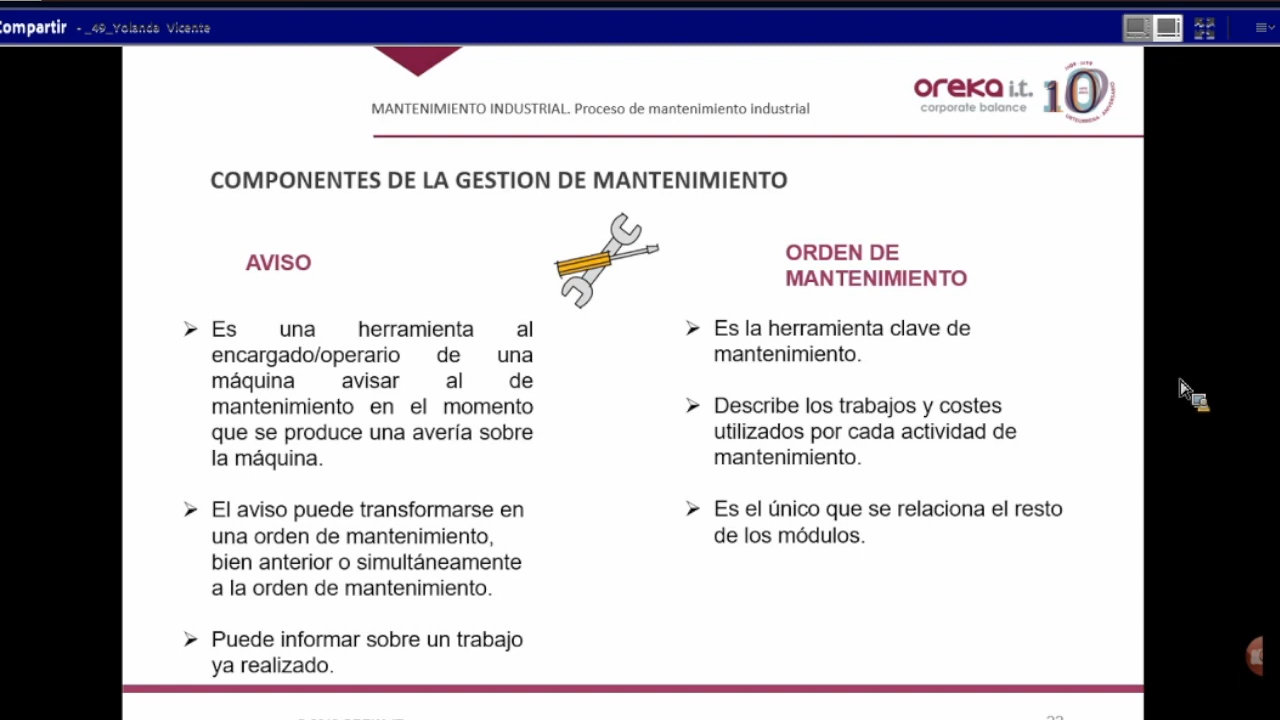 Compartir - _49_Yolanda Vicente
oreka i.t.
corporate balance
10
MANTENIMIENTO INDUSTRIAL. Proceso de mantenimiento industrial
COMPONENTES DE LA GESTION DE MANTENIMIENTO
AVISO
Es una herramienta al
encargado/operario de una
máquina avisar al de
mantenimiento en el momento
que se produce una avería sobre
la máquina.
El aviso puede transformarse en
una orden de mantenimiento,
bien anterior o simultáneamente
a la orden de mantenimiento.
Puede informar sobre un trabajo
ya realizado.
ORDEN DE
MANTENIMIENTO
Es la herramienta clave de
mantenimiento.
Describe los trabajos y costes
utilizados por cada actividad de
mantenimiento.
Es el único que se relaciona el resto
de los módulos.